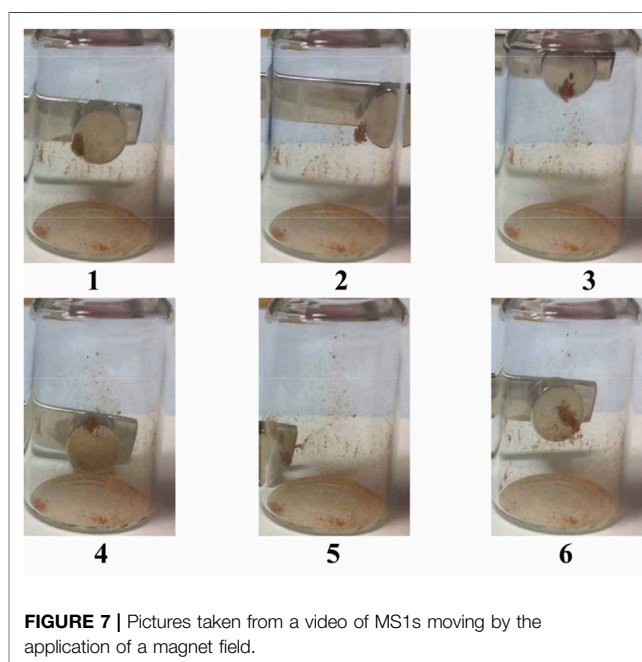 1 2 3
4 5 6
FIGURE 7 | Pictures taken from a video of MS1s moving by the
application of a magnet field.